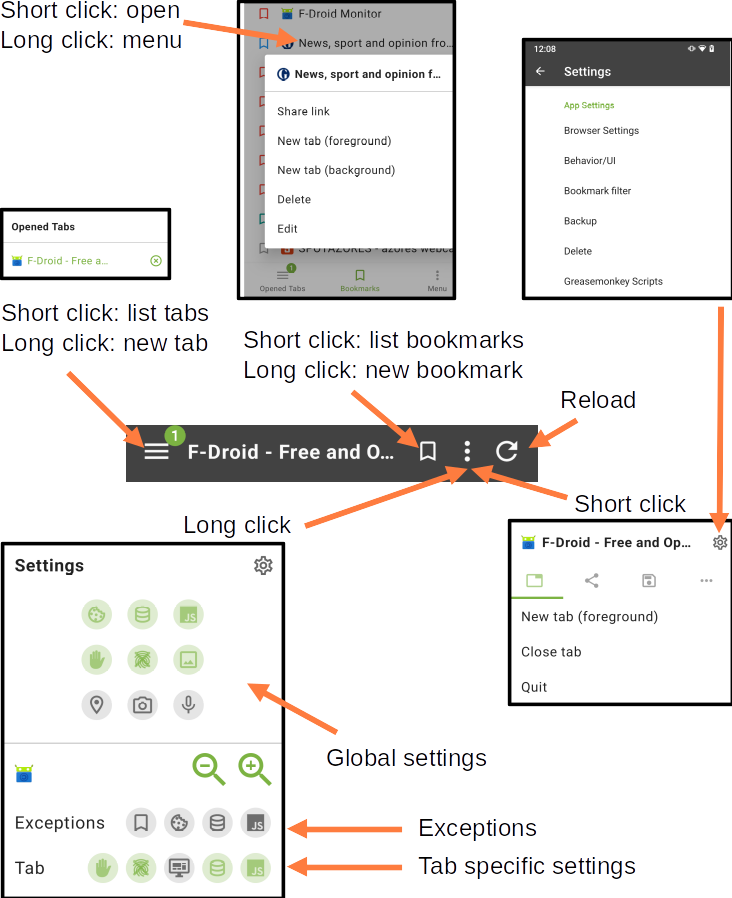 Short click: open
Long click: menu
F-Droid Monitor
News, sport and opinion fro...
News, sport and opinion f...
Share link
New tab (foreground)
New tab (background)
Delete
Edit
SPOTAZORES - azores webca
1
Opened Tabs
Bookmarks
Menu
12:08
Settings
App Settings
Browser Settings
Behavior/UI
Bookmark filter
Backup
Delete
Greasemonkey Scripts
Opened Tabs
F-Droid - Free a...
Short click: list tabs
Long click: new tab
Short click: list bookmarks
Long click: new bookmark
Reload
1
F-Droid - Free and O...
Long click
Short click
Settings
JS
Global settings
Exceptions
JS
Exceptions
Tab
JS
Tab specific settings
F-Droid - Free and Op...
New tab (foreground)
Close tab
Quit